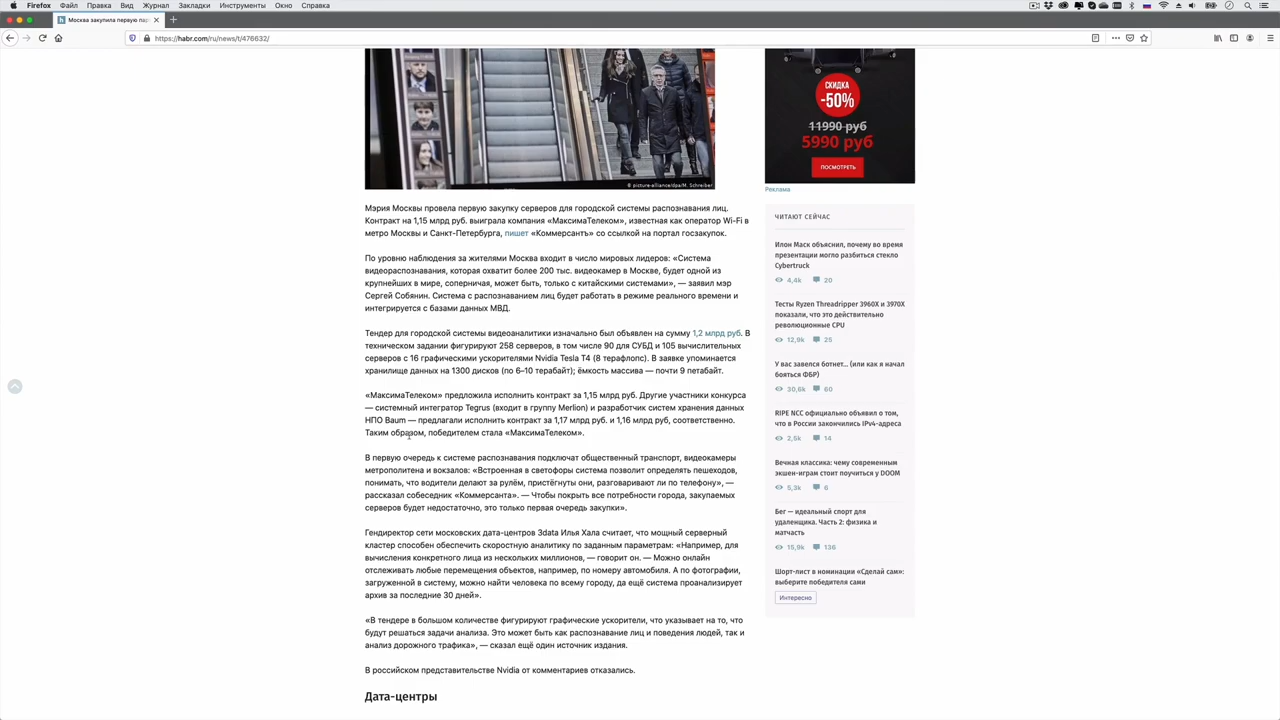 Firefox Файл Правка Вид Журнал Закладки Инструменты Окно Справка
Москва закупила первую пар
https://habr.com/ru/news/t/476632/
© picture-alliance/dpa/M. Schreiber
СКИДКА
-50%
11990 руб
5990 руб
ПОСМОТРЕТЬ
Реклама
Мэрия Москвы провела первую закупку серверов для городской системы распознавания лиц.
Контракт на 1,15 млрд руб. выиграла компания «МаксимаТелеком», известная как оператор Wi-Fi в
метро Москвы и Санкт-Петербурга, пишет «Коммерсантъ» со ссылкой на портал госзакупок.
По уровню наблюдения за жителями Москва входит в число мировых лидеров: «Система
видеораспознавания, которая охватит более 200 тыс. видеокамер в Москве, будет одной из
крупнейших в мире, соперничая, может быть, только с китайскими системами», — заявил мэр
Сергей Собянин. Система с распознаванием лиц будет работать в режиме реального времени и
интегрируется с базами данных МВД.
Тендер для городской системы видеоаналитики изначально был объявлен на сумму 1,2 млрд руб. В
техническом задании фигурируют 258 серверов, в том числе 90 для СУБД и 105 вычислительных
серверов с 16 графическими ускорителями Nvidia Tesla T4 (8 терафлопс). В заявке упоминается
хранилище данных на 1300 дисков (по 6–10 терабайт); ёмкость массива — почти 9 петабайт.
«МаксимаТелеком» предложила исполнить контракт за 1,15 млрд руб. Другие участники конкурса
— системный интегратор Tegrus (входит в группу Merlion) и разработчик систем хранения данных
НПО Baum — предлагали исполнить контракт за 1,17 млрд руб. и 1,16 млрд руб, соответственно.
Таким образом, победителем стала «МаксимаТелеком».
В первую очередь к системе распознавания подключат общественный транспорт, видеокамеры
метрополитена и вокзалов: «Встроенная в светофоры система позволит определять пешеходов,
понимать, что водители делают за рулём, пристёгнуты они, разговаривают ли по телефону», —
рассказал собеседник «Коммерсанта». — Чтобы покрыть все потребности города, закупаемых
серверов будет недостаточно, это только первая очередь закупки».
Гендиректор сети московских дата-центров 3data Илья Хала считает, что мощный серверный
кластер способен обеспечить скоростную аналитику по заданным параметрам: «Например, для
вычисления конкретного лица из нескольких миллионов, — говорит он. — Можно онлайн
отслеживать любые перемещения объектов, например, по номеру автомобиля. А по фотографии,
загруженной в систему, можно найти человека по всему городу, да ещё система проанализирует
архив за последние 30 дней».
«В тендере в большом количестве фигурируют графические ускорители, что указывает на то, что
будут решаться задачи анализа. Это может быть как распознавание лиц и поведения людей, так и
анализ дорожного трафика», — сказал ещё один источник издания.
В российском представительстве Nvidia от комментариев отказались.
Дата-центры
ЧИТАЮТ СЕЙЧАС
Илон Маск объяснил, почему во время
презентации могло разбиться стекло
Cybertruck
4,4k 20
Тесты Ryzen Threadripper 3960X и 3970X
показали, что это действительно
революционные CPU
12,9k 25
У вас завелся ботнет… (или как я начал
бояться ФБР)
30,6k 60
RIPE NCC официально объявил о том,
что в России закончились IPv4-адреса
2,5k 14
Вечная классика: чему современным
экшен-играм стоит поучиться у DOOM
5,3k 6
Бег — идеальный спорт для
удаленщика. Часть 2: физика и
матчасть
15,9k 136
Шорт-лист в номинации «Сделай сам»:
выберите победителя сами
Интересно